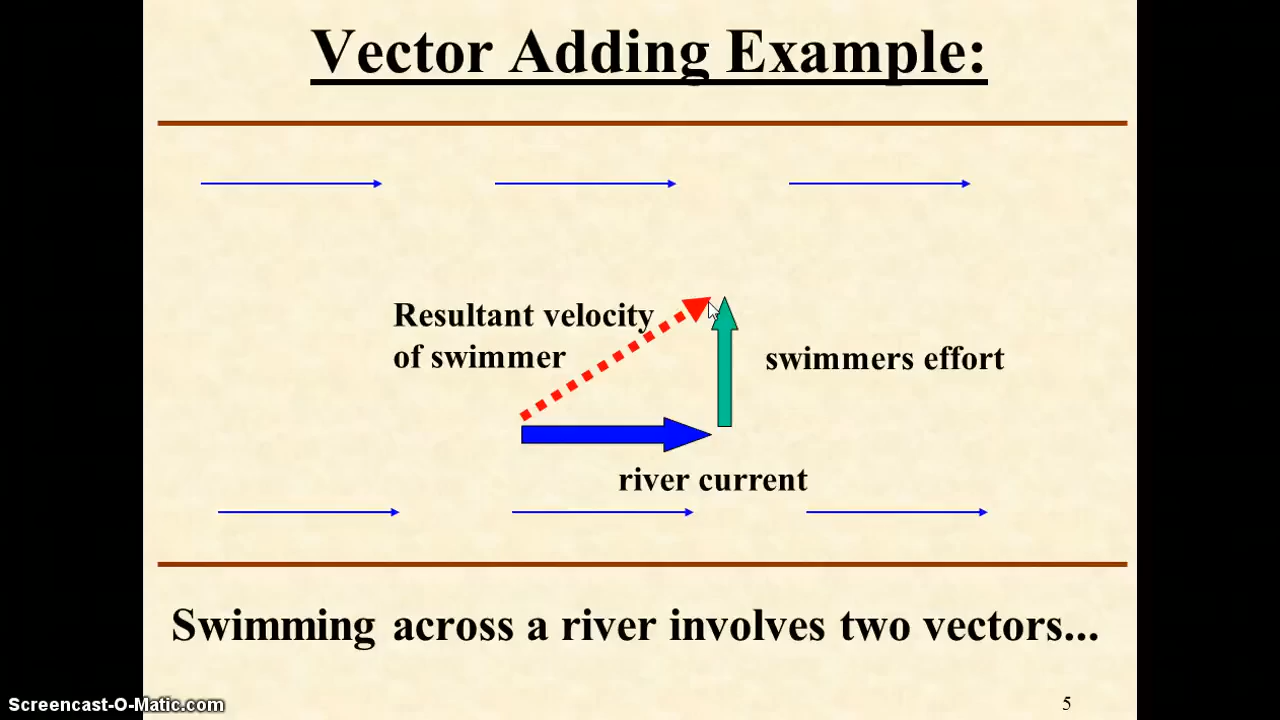 Vector Adding Example:
Resultant velocity
of swimmer
swimmers effort
river current
Swimming across a river involves two vectors...
Screencast-O-Matic.com
5